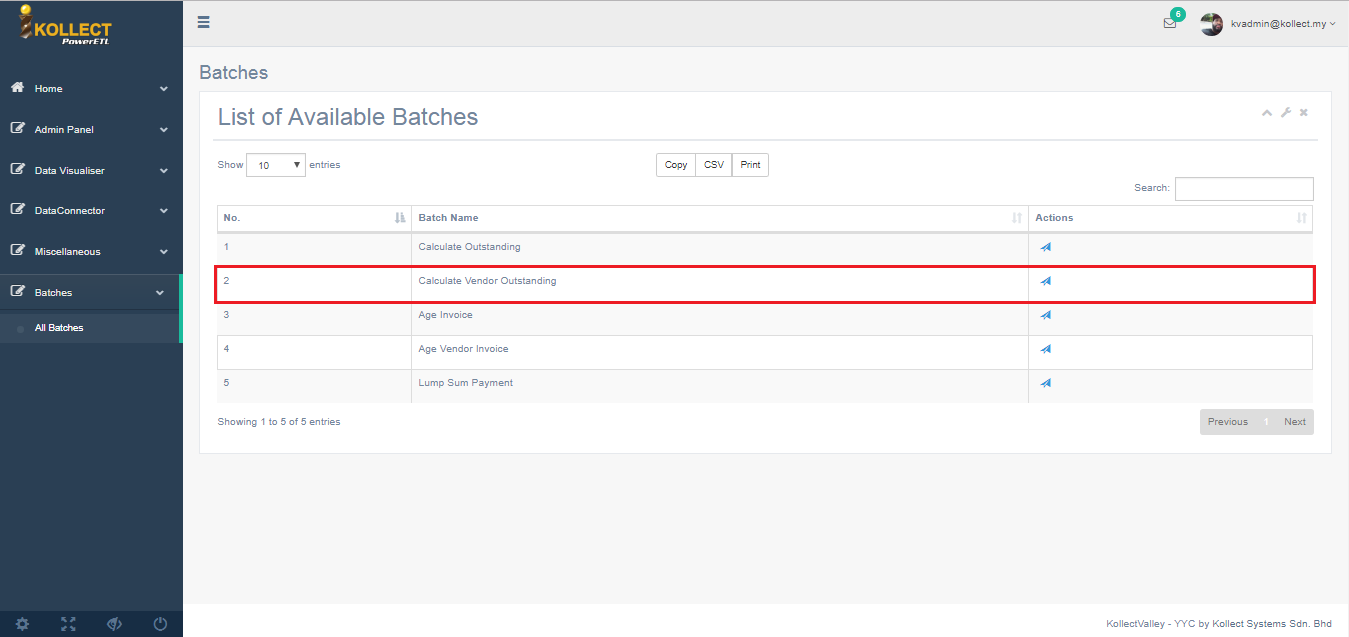 KOLLECT
PowerETL
6
kvadmin@kollect.my
Home
Admin Panel
Data Visualiser
DataConnector
Miscellaneous
Batches
All Batches
Batches
List of Available Batches
Show 10 entries
Copy CSV Print
Search:
No. Batch Name Actions
1 Calculate Outstanding
2 Calculate Vendor Outstanding
3 Age Invoice
4 Age Vendor Invoice
5 Lump Sum Payment
Showing 1 to 5 of 5 entries
Previous 1 Next
KollectValley - YYC by Kollect Systems Sdn. Bhd